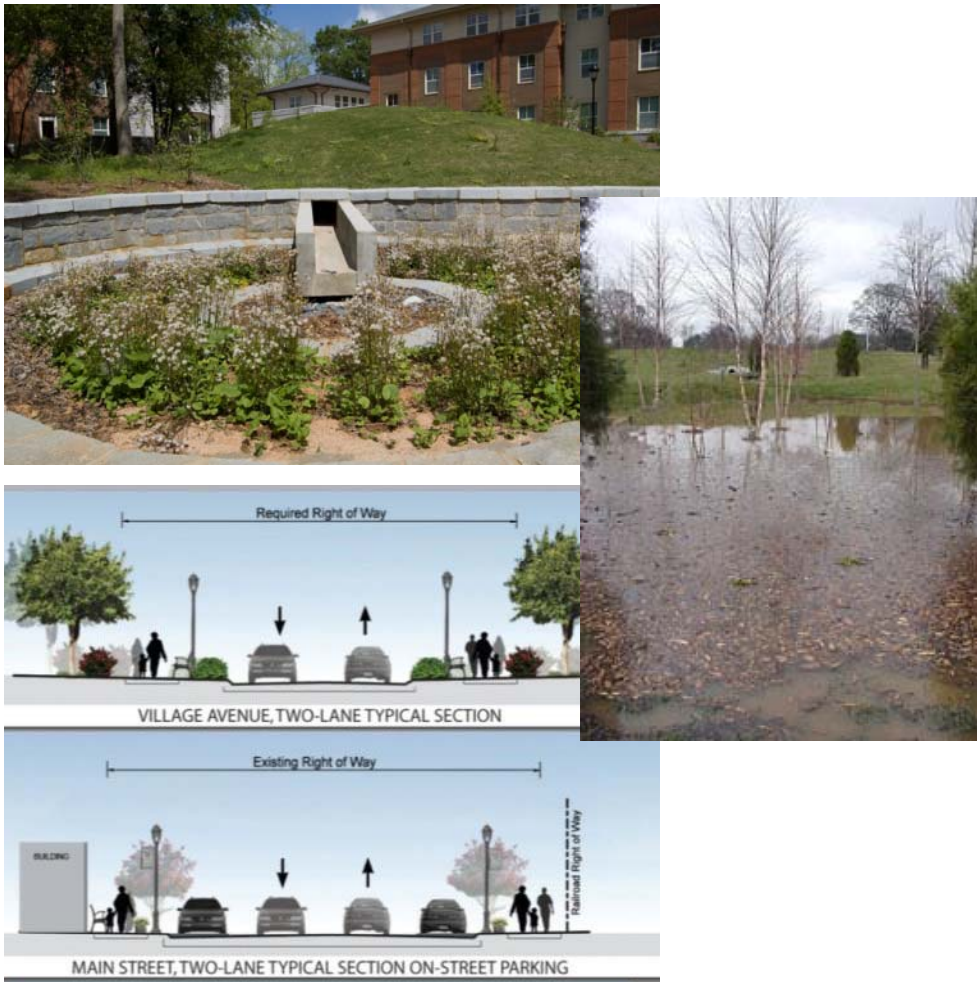 Required Right of Way
VILLAGE AVENUE, TWO-LANE TYPICAL SECTION
Existing Right of Way
BUILDING
Railroad Right of Way
MAIN STREET, TWO-LANE TYPICAL SECTION ON-STREET PARKING